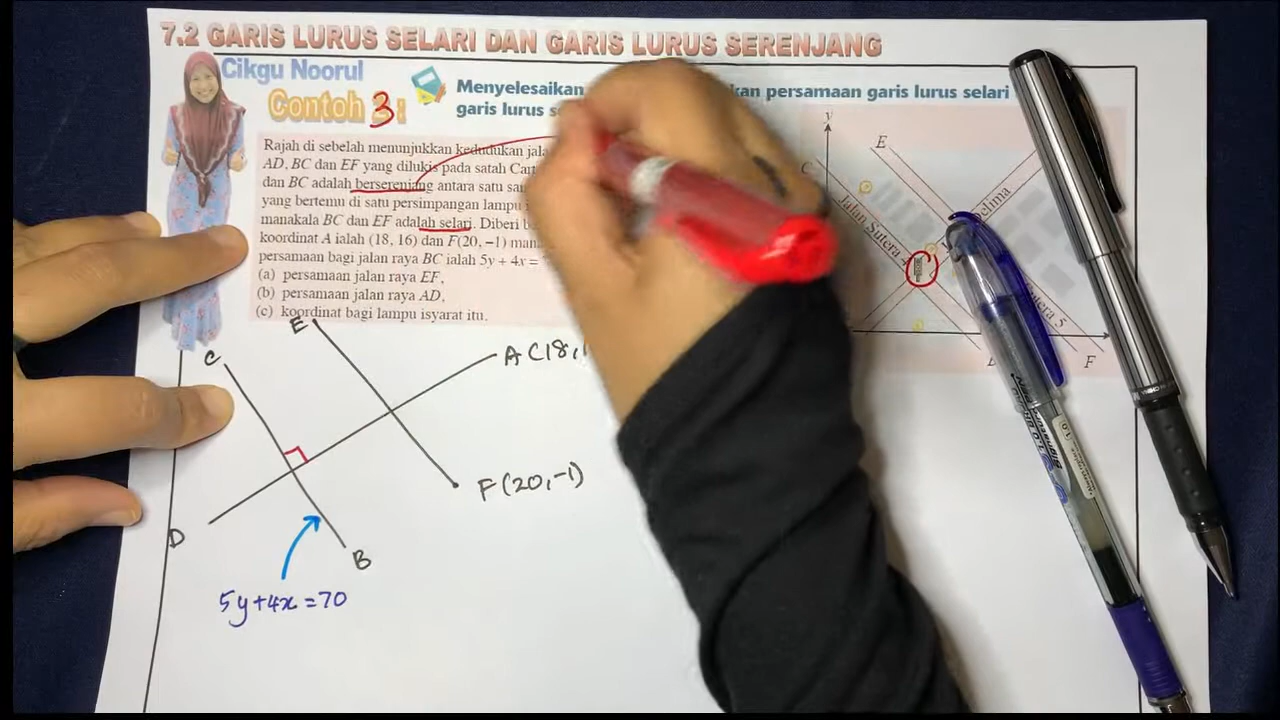 7.2 GARIS LURUS SELARI DAN GARIS LURUS SERENJANG
Cikgu Noorul
Contoh 3:
Menyelesaikan kan persamaan garis lurus selari
garis lurus
Rajah di sebelah menunjukkan kedudukan
AD, BC dan EF yang dilukis pada satah
dan BC adalah berserenjang antara satu
yang bertemu di satu persimpangan lampu
manakala BC dan EF adalah selari. Diberi
koordinat A ialah (18, 16) dan F(20, −1)
persamaan bagi jalan raya BC ialah 5y + 4x =
(a) persamaan jalan raya EF,
(b) persamaan jalan raya AD,
(c) koordinat bagi lampu isyarat itu.
y
E
C
Jalan Sutera
F
E
C
A (18,
F(20,-1)
D
B
5y+4x=70